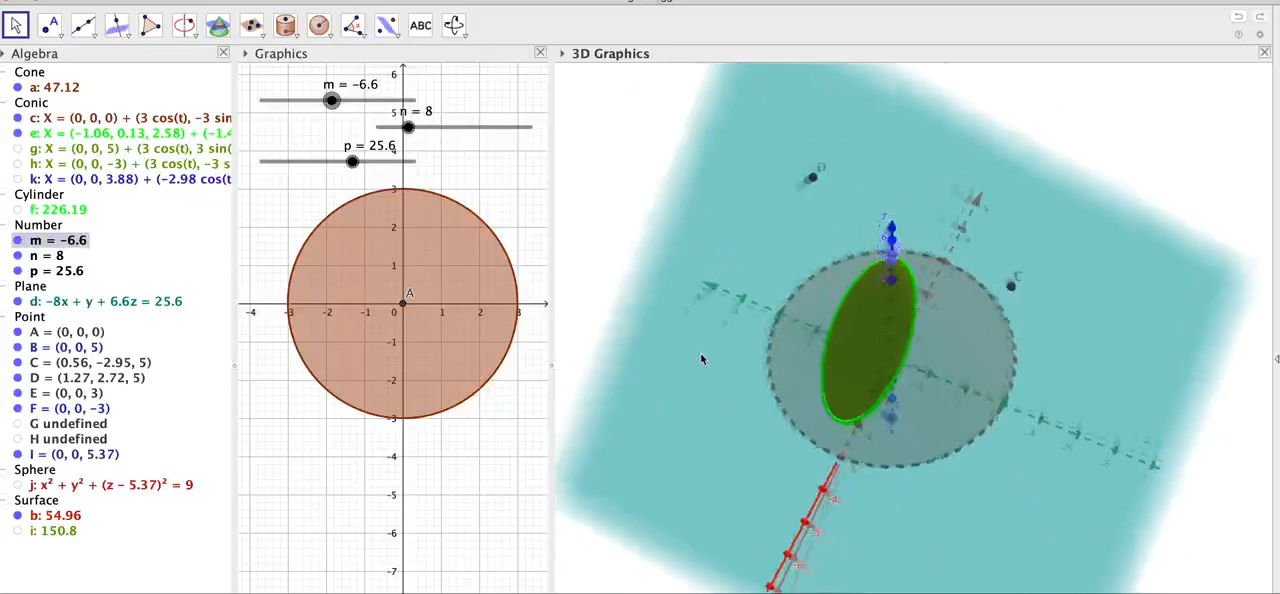 ABC
Algebra
Cone
a: 47.12
Conic
c: X = (0, 0, 0) + (3 cos(t), -3 sin
e: X = (-1.06, 0.13, 2.58) + (-1.4
g: X = (0, 0, 5) + (3 cos(t), 3 sin(
h: X = (0, 0, -3) + (3 cos(t), -3 s
k: X = (0, 0, 3.88) + (-2.98 cos(t
Cylinder
f: 226.19
Number
m = -6.6
n = 8
p = 25.6
Plane
d: -8x + y + 6.6z = 25.6
Point
A = (0, 0, 0)
B = (0, 0, 5)
C = (0.56, -2.95, 5)
D = (1.27, 2.72, 5)
E = (0, 0, 3)
F = (0, 0, -3)
G undefined
H undefined
I = (0, 0, 5.37)
Sphere
j: x² + y² + (z - 5.37)² = 9
Surface
b: 54.96
i: 150.8
Graphics
m = -6.6
n = 8
p = 25.6
6
5
4
3
2
1
A
-4 -3 -2 -1 0 1 2 3
-1
-2
-3
-4
-5
-6
-7
3D Graphics
D
C